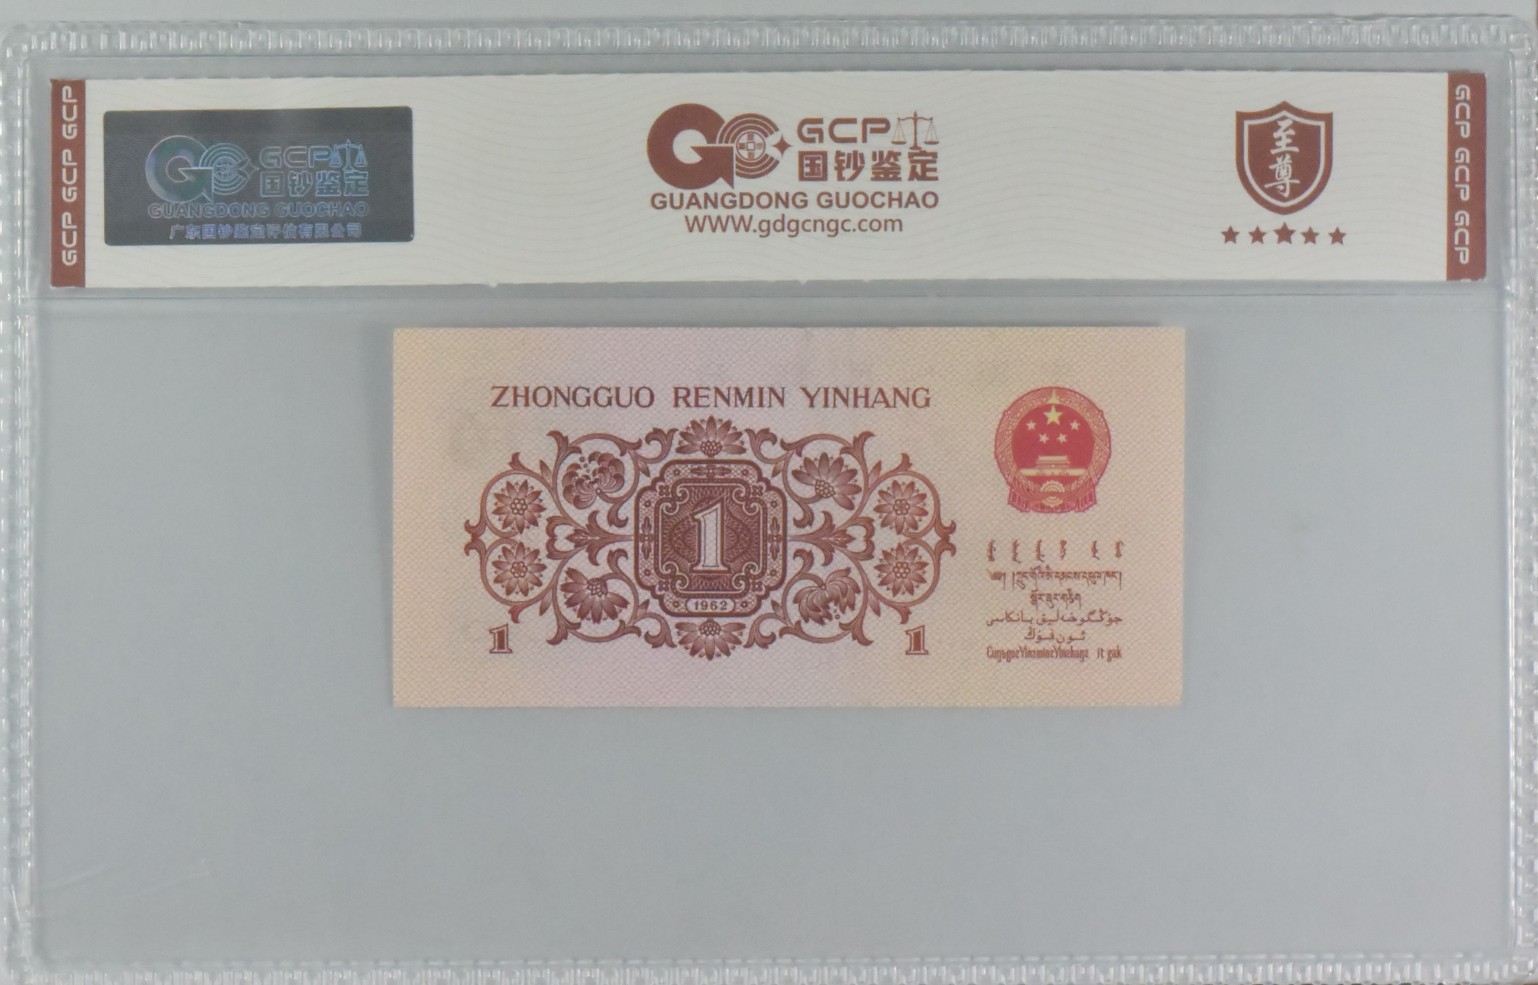 GCP GCP GCP
GCP
国钞鉴定
GUANGDONG GUOCHAO
广东国钞鉴定评估有限公司
GCP
国钞鉴定
GUANGDONG GUOCHAO
WWW.gdgcngc.com
至尊
GCP GCP GCP
ZHONGGUO RENMIN YINHANG
1
1962
1
1
جۇڭگوخەلىق بانكاسى